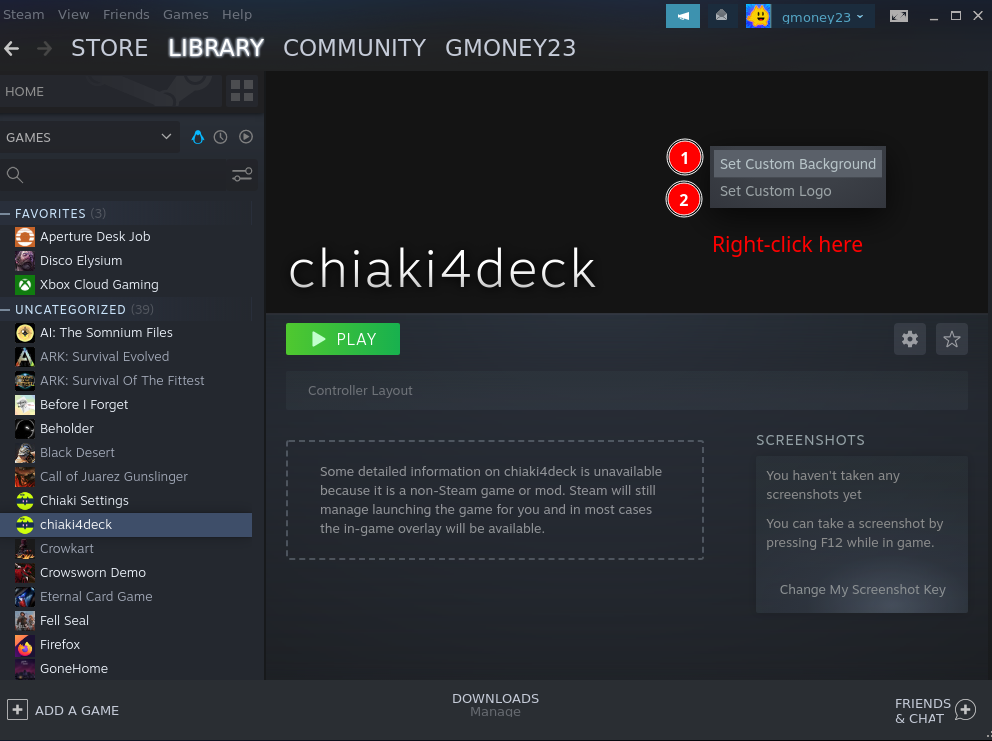 Steam View Friends Games Help
gmoney23
STORE LIBRARY COMMUNITY GMONEY23
HOME
GAMES
FAVORITES (3)
Aperture Desk Job
Disco Elysium
Xbox Cloud Gaming
UNCATEGORIZED (39)
AI: The Somnium Files
ARK: Survival Evolved
ARK: Survival Of The Fittest
Before I Forget
Beholder
Black Desert
Call of Juarez Gunslinger
Chiaki Settings
chiaki4deck
Crowkart
Crowsworn Demo
Eternal Card Game
Fell Seal
Firefox
GoneHome
1 Set Custom Background
2 Set Custom Logo
Right-click here
chiaki4deck
PLAY
Controller Layout
Some detailed information on chiaki4deck is unavailable
because it is a non-Steam game or mod. Steam will still
manage launching the game for you and in most cases
the in-game overlay will be available.
SCREENSHOTS
You haven't taken any
screenshots yet
You can take a screenshot by
pressing F12 while in game.
Change My Screenshot Key
ADD A GAME
DOWNLOADS
Manage
FRIENDS
& CHAT